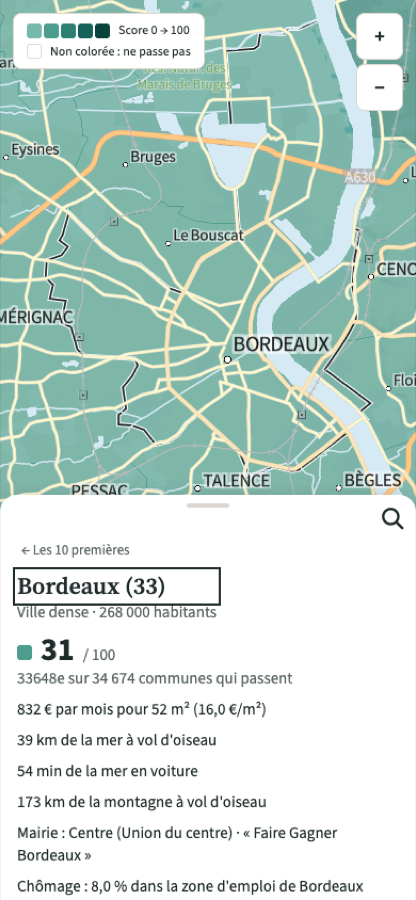 Score 0 → 100
Non colorée : ne passe pas
+
−
Marais de Bruges
Eysines
Bruges
A630
Le Bouscat
CENO
MÉRIGNAC
BORDEAUX
Floi
PESSAC
TALENCE
BÈGLES
← Les 10 premières
Bordeaux (33)
Ville dense · 268 000 habitants
31 / 100
33648e sur 34 674 communes qui passent
832 € par mois pour 52 m² (16,0 €/m²)
39 km de la mer à vol d'oiseau
54 min de la mer en voiture
173 km de la montagne à vol d'oiseau
Mairie : Centre (Union du centre) · « Faire Gagner
Bordeaux »
Chômage : 8,0 % dans la zone d'emploi de Bordeaux